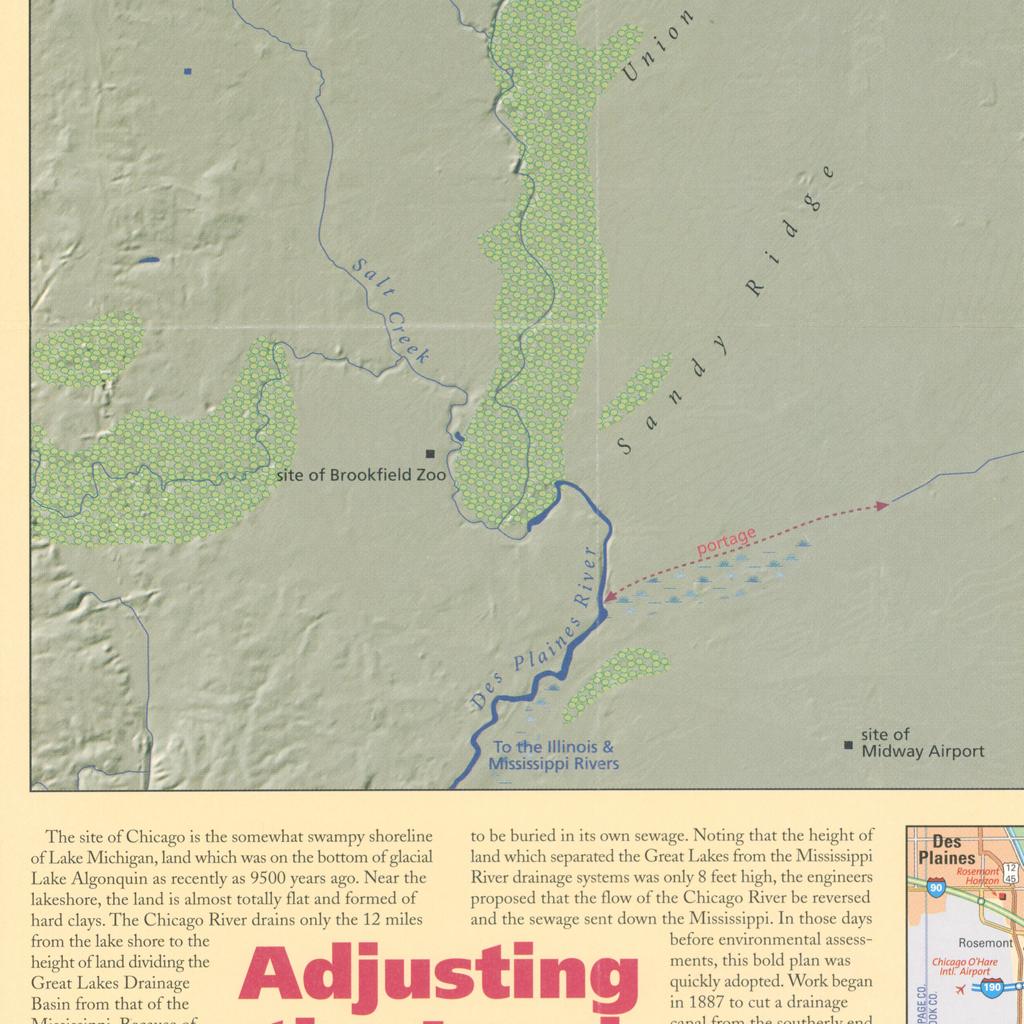 Union
Sandy Ridge
Salt Creek
site of Brookfield Zoo
portage
Des Plaines River
To the Illinois &
Mississippi Rivers
site of
Midway Airport
The site of Chicago is the somewhat swampy shoreline
of Lake Michigan, land which was on the bottom of glacial
Lake Algonquin as recently as 9500 years ago. Near the
lakeshore, the land is almost totally flat and formed of
hard clays. The Chicago River drains only the 12 miles
from the lake shore to the
height of land dividing the
Great Lakes Drainage
Basin from that of the
Mississippi. Because of
Adjusting
to be buried in its own sewage. Noting that the height of
land which separated the Great Lakes from the Mississippi
River drainage systems was only 8 feet high, the engineers
proposed that the flow of the Chicago River be reversed
and the sewage sent down the Mississippi. In those days
before environmental assess-
ments, this bold plan was
quickly adopted. Work began
in 1887 to cut a drainage
canal from the southerly end
Des
Plaines
Rosemont
Horizon
12
45
90
Rosemont
Chicago O'Hare
Intl. Airport
190
PAGE CO.
OK CO.